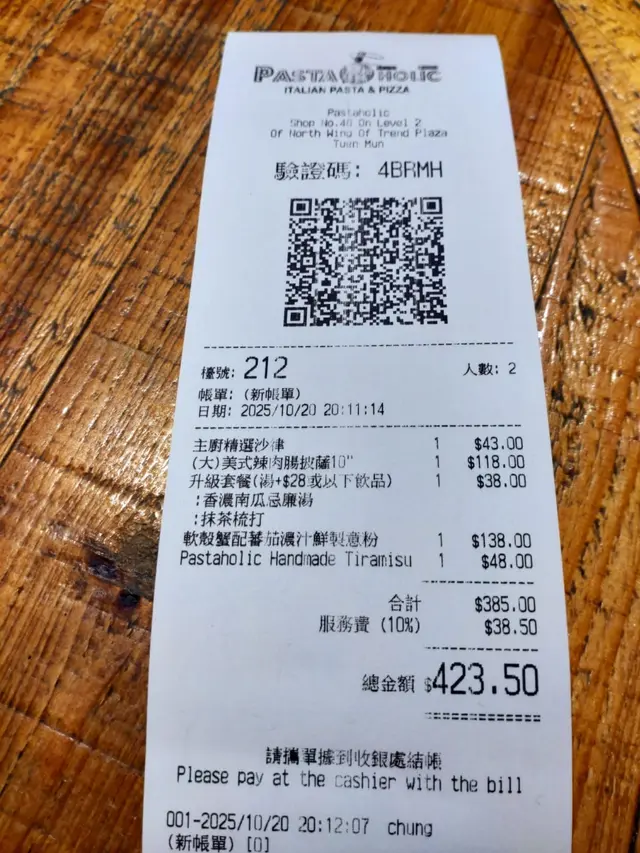 PASTAHOLIC
ITALIAN PASTA & PIZZA
Pastaholic
Shop No.40 On Level 2
Of North Wing Of Trend Plaza
Tuen Mun
驗證碼: 4BRMH
檯號: 212 人數: 2
帳單: (新帳單)
日期: 2025/10/20 20:11:14
主廚精選沙律 1 $43.00
(大)美式辣肉腸披薩10" 1 $118.00
升級套餐(湯+$28或以下飲品) 1 $38.00
:香濃南瓜忌廉湯
:抹茶梳打
軟殼蟹配蕃茄濃汁鮮製意粉 1 $138.00
Pastaholic Handmade Tiramisu 1 $48.00
合計 $385.00
服務費 (10%) $38.50
總金額 $423.50
請攜單據到收銀處結帳
Please pay at the cashier with the bill
001-2025/10/20 20:12:07 chung
(新帳單) [0]